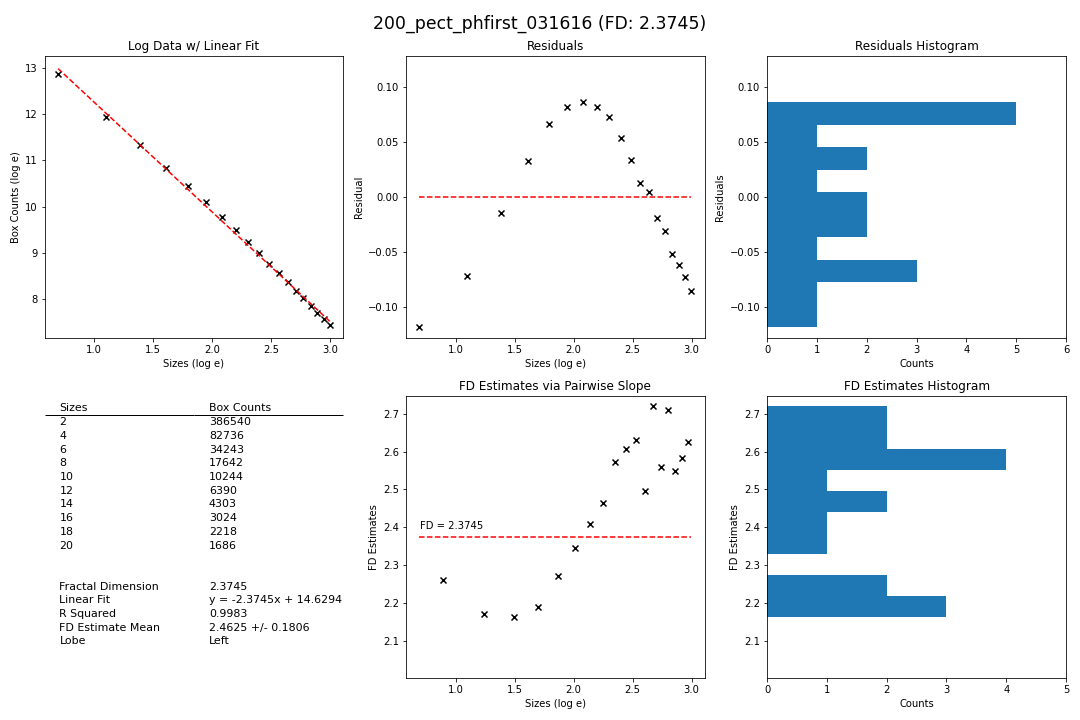 200_pect_phfirst_031616 (FD: 2.3745)
Log Data w/ Linear Fit
Box Counts (log e)
13
12
11
10
9
8
1.0 1.5 2.0 2.5 3.0
Sizes (log e)
Residuals
Residual
0.10
0.05
0.00
−0.05
−0.10
1.0 1.5 2.0 2.5 3.0
Sizes (log e)
Residuals Histogram
Residuals
0.10
0.05
0.00
−0.05
−0.10
0 1 2 3 4 5 6
Counts
Sizes Box Counts
2 386540
4 82736
6 34243
8 17642
10 10244
12 6390
14 4303
16 3024
18 2218
20 1686
Fractal Dimension 2.3745
Linear Fit y = -2.3745x + 14.6294
R Squared 0.9983
FD Estimate Mean 2.4625 +/- 0.1806
Lobe Left
FD Estimates via Pairwise Slope
FD Estimates
2.7
2.6
2.5
2.4
2.3
2.2
2.1
FD = 2.3745
1.0 1.5 2.0 2.5 3.0
Sizes (log e)
FD Estimates Histogram
FD Estimates
2.7
2.6
2.5
2.4
2.3
2.2
2.1
0 1 2 3 4 5
Counts